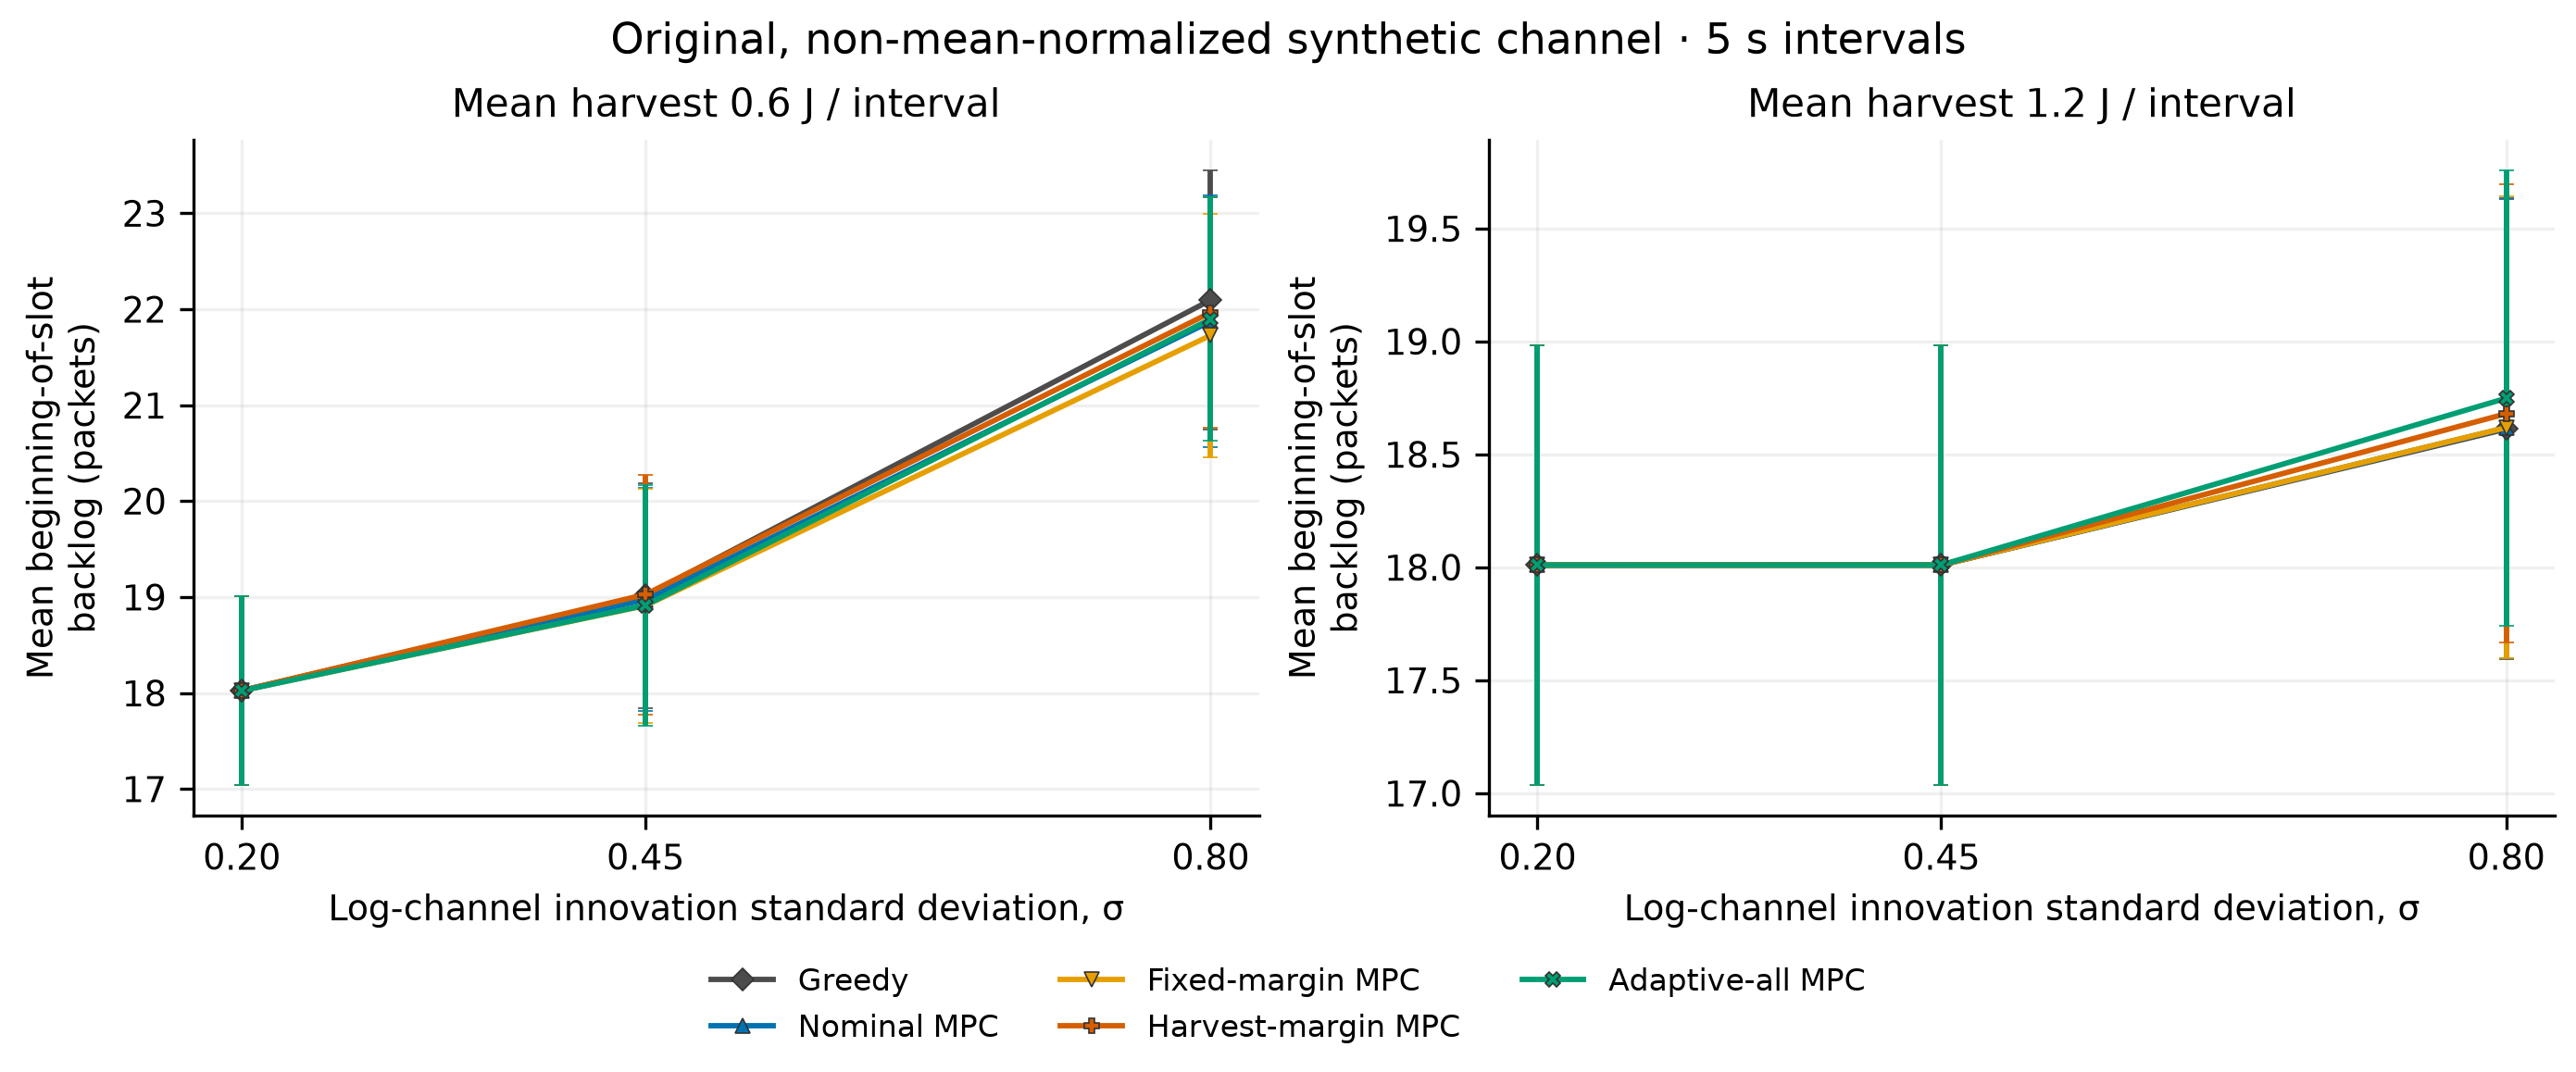 Original, non-mean-normalized synthetic channel · 5 s intervals
Mean harvest 0.6 J / interval
Mean beginning-of-slot
backlog (packets)
23
22
21
20
19
18
17
0.20
0.45
0.80
Log-channel innovation standard deviation, σ
Mean harvest 1.2 J / interval
Mean beginning-of-slot
backlog (packets)
19.5
19.0
18.5
18.0
17.5
17.0
0.20
0.45
0.80
Log-channel innovation standard deviation, σ
Greedy
Nominal MPC
Fixed-margin MPC
Harvest-margin MPC
Adaptive-all MPC